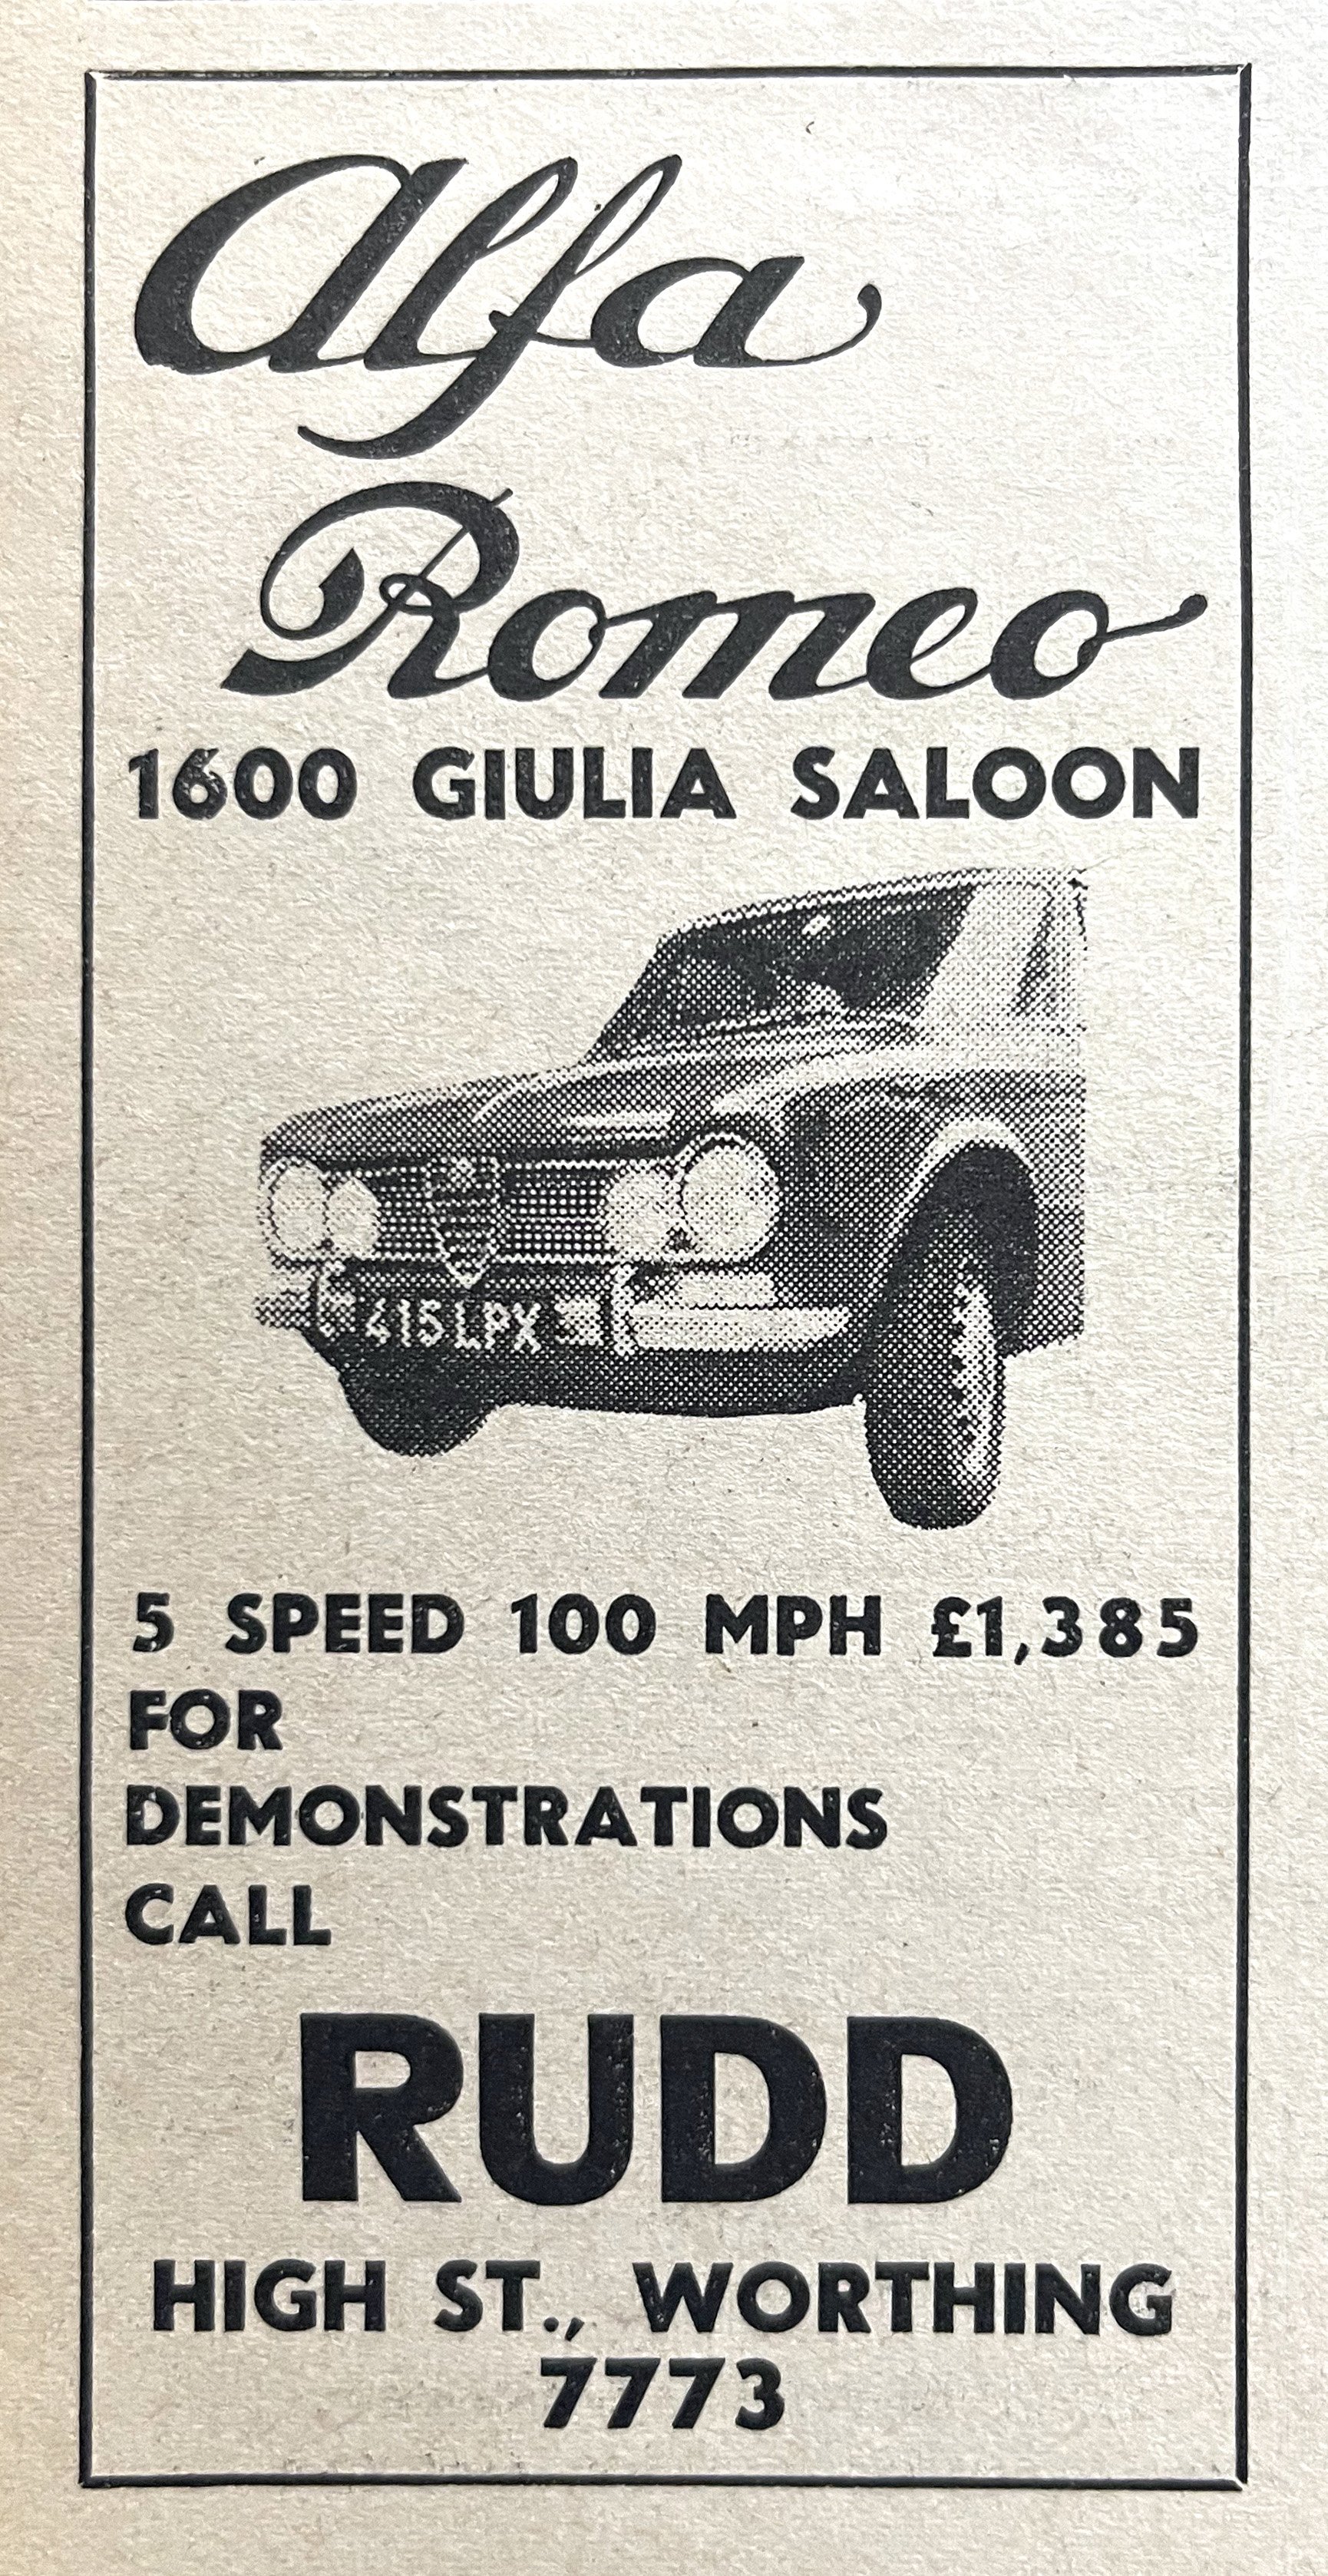 Alfa
Romeo
1600 GIULIA SALOON
415 LPX
5 SPEED 100 MPH £1,385
FOR
DEMONSTRATIONS
CALL
RUDD
HIGH ST., WORTHING
7773